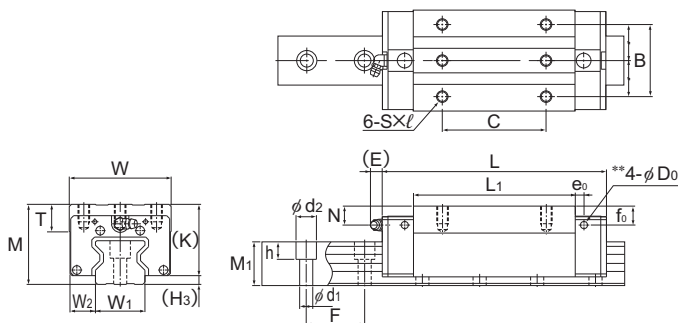 B
6-S×ℓ
C
W
(E)
L
**4-φD0
L1
e0
T
N
f0
M
φd2
(K)
h
M1
W2
W1
(H3)
φd1
F